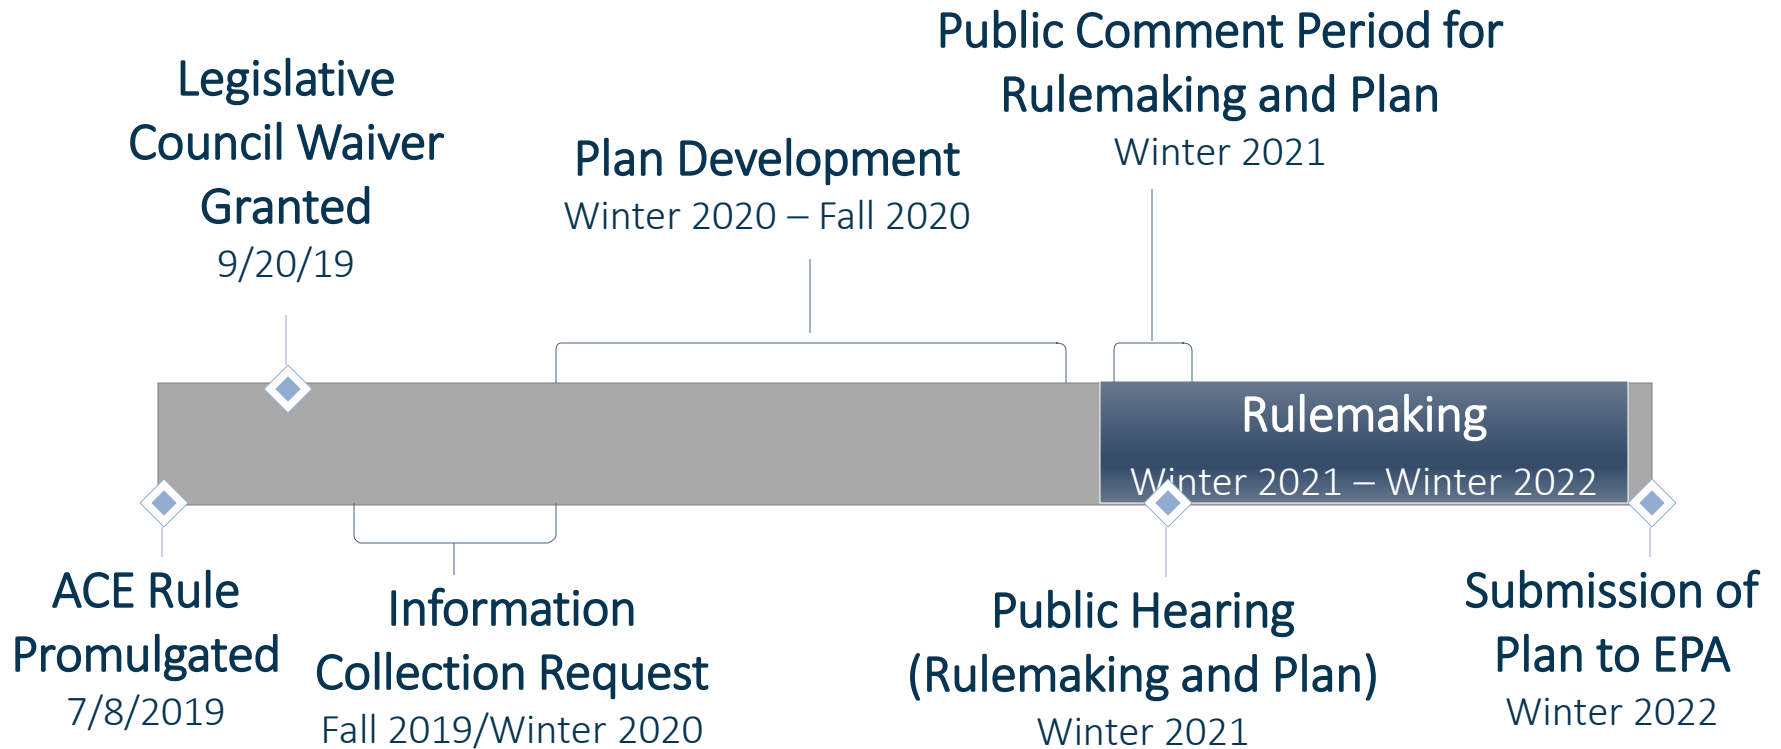 Legislative
Council Waiver
Granted
9/20/19
Plan Development
Winter 2020 – Fall 2020
Public Comment Period for
Rulemaking and Plan
Winter 2021
Rulemaking
Winter 2021 – Winter 2022
ACE Rule
Promulgated
7/8/2019
Information
Collection Request
Fall 2019/Winter 2020
Public Hearing
(Rulemaking and Plan)
Winter 2021
Submission of
Plan to EPA
Winter 2022